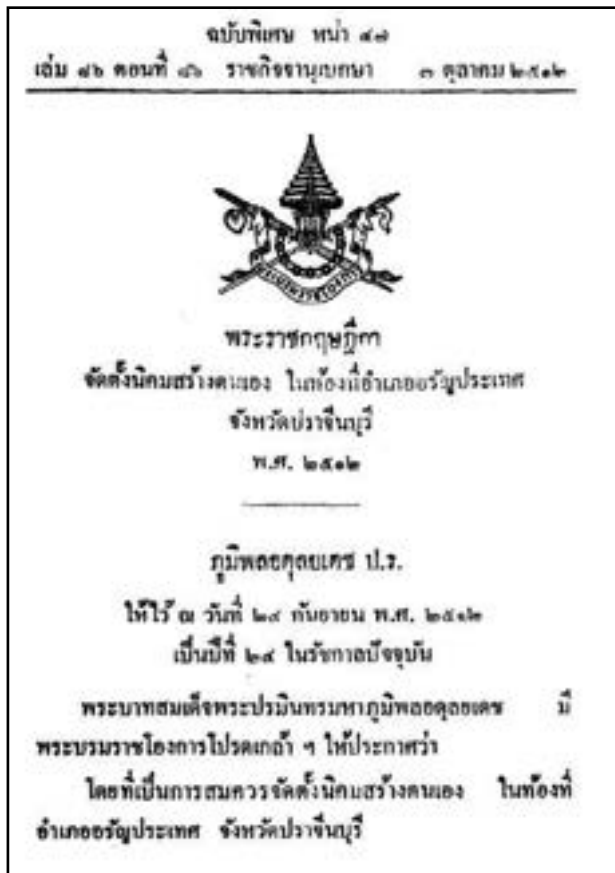 ฉบับพิเศษ หน้า ๔๗
เล่ม ๘๖ ตอนที่ ราชกิจจานุเบกษา ๓ ตุลาคม ๒๕๑๒
พระราชกฤษฎีกา
จัดตั้งนิคมสร้างตนเอง ในท้องที่อำเภออรัญประเทศ
จังหวัดปราจีนบุรี
พ.ศ. ๒๕๑๒
ภูมิพลอดุลยเดช ป.ร.
ให้ไว้ ณ วันที่ กันยายน พ.ศ. ๒๕๑๒
เป็นปีที่ ๒๔ ในรัชกาลปัจจุบัน
พระบาทสมเด็จพระปรมินทรมหาภูมิพลอดุลยเดช มี
พระบรมราชโองการโปรดเกล้า ฯ ให้ประกาศว่า
โดยที่เป็นการสมควรจัดตั้งนิคมสร้างตนเอง ในท้องที่
อำเภออรัญประเทศ จังหวัดปราจีนบุรี